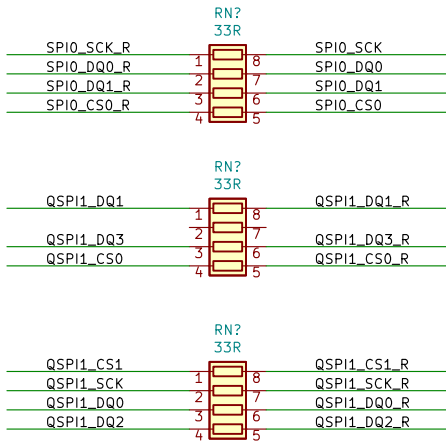 RN?
33R
SPI0_SCK_R 1 8 SPI0_SCK
SPI0_DQ0_R 2 7 SPI0_DQ0
SPI0_DQ1_R 3 6 SPI0_DQ1
SPI0_CS0_R 4 5 SPI0_CS0
RN?
33R
QSPI1_DQ1 1 8 QSPI1_DQ1_R
2 7
QSPI1_DQ3 3 6 QSPI1_DQ3_R
QSPI1_CS0 4 5 QSPI1_CS0_R
RN?
33R
QSPI1_CS1 1 8 QSPI1_CS1_R
QSPI1_SCK 2 7 QSPI1_SCK_R
QSPI1_DQ0 3 6 QSPI1_DQ0_R
QSPI1_DQ2 4 5 QSPI1_DQ2_R